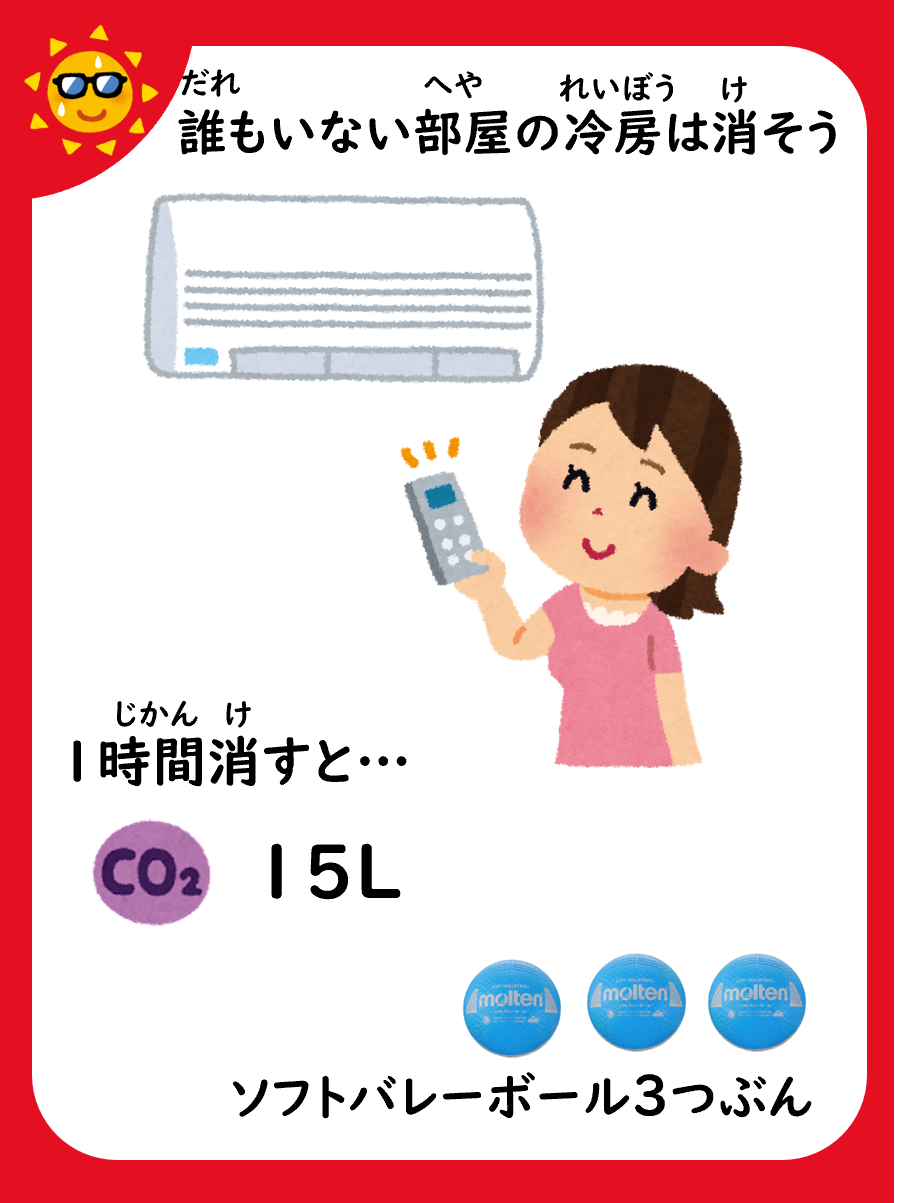 だれ へや れいぼう け
誰もいない部屋の冷房は消そう
じかん け
1時間消すと…
CO₂ 15L
molten molten molten
ソフトバレーボール3つぶん